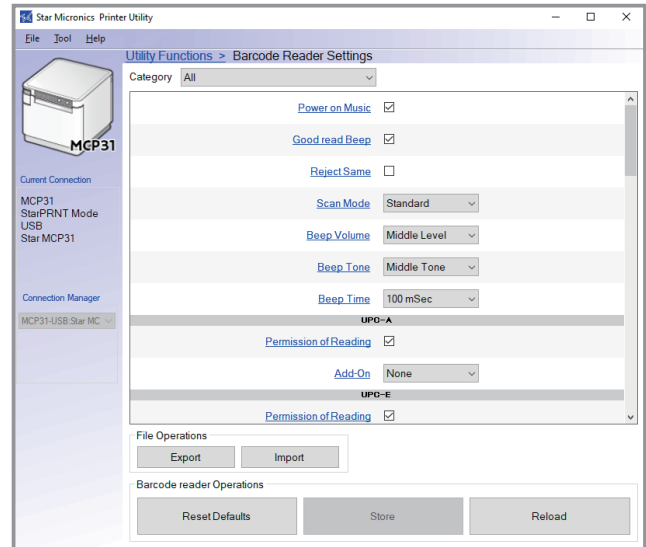 Star Micronics Printer Utility
File Tool Help
Utility Functions > Barcode Reader Settings
Category All
MCP31
Current Connection
MCP31
StarPRNT Mode
USB
Star MCP31
Connection Manager
MCP31-USB:Star MC
Power on Music
Good read Beep
Reject Same
Scan Mode Standard
Beep Volume Middle Level
Beep Tone Middle Tone
Beep Time 100 mSec
UPC-A
Permission of Reading
Add-On None
UPC-E
Permission of Reading
File Operations
Export Import
Barcode reader Operations
Reset Defaults Store Reload